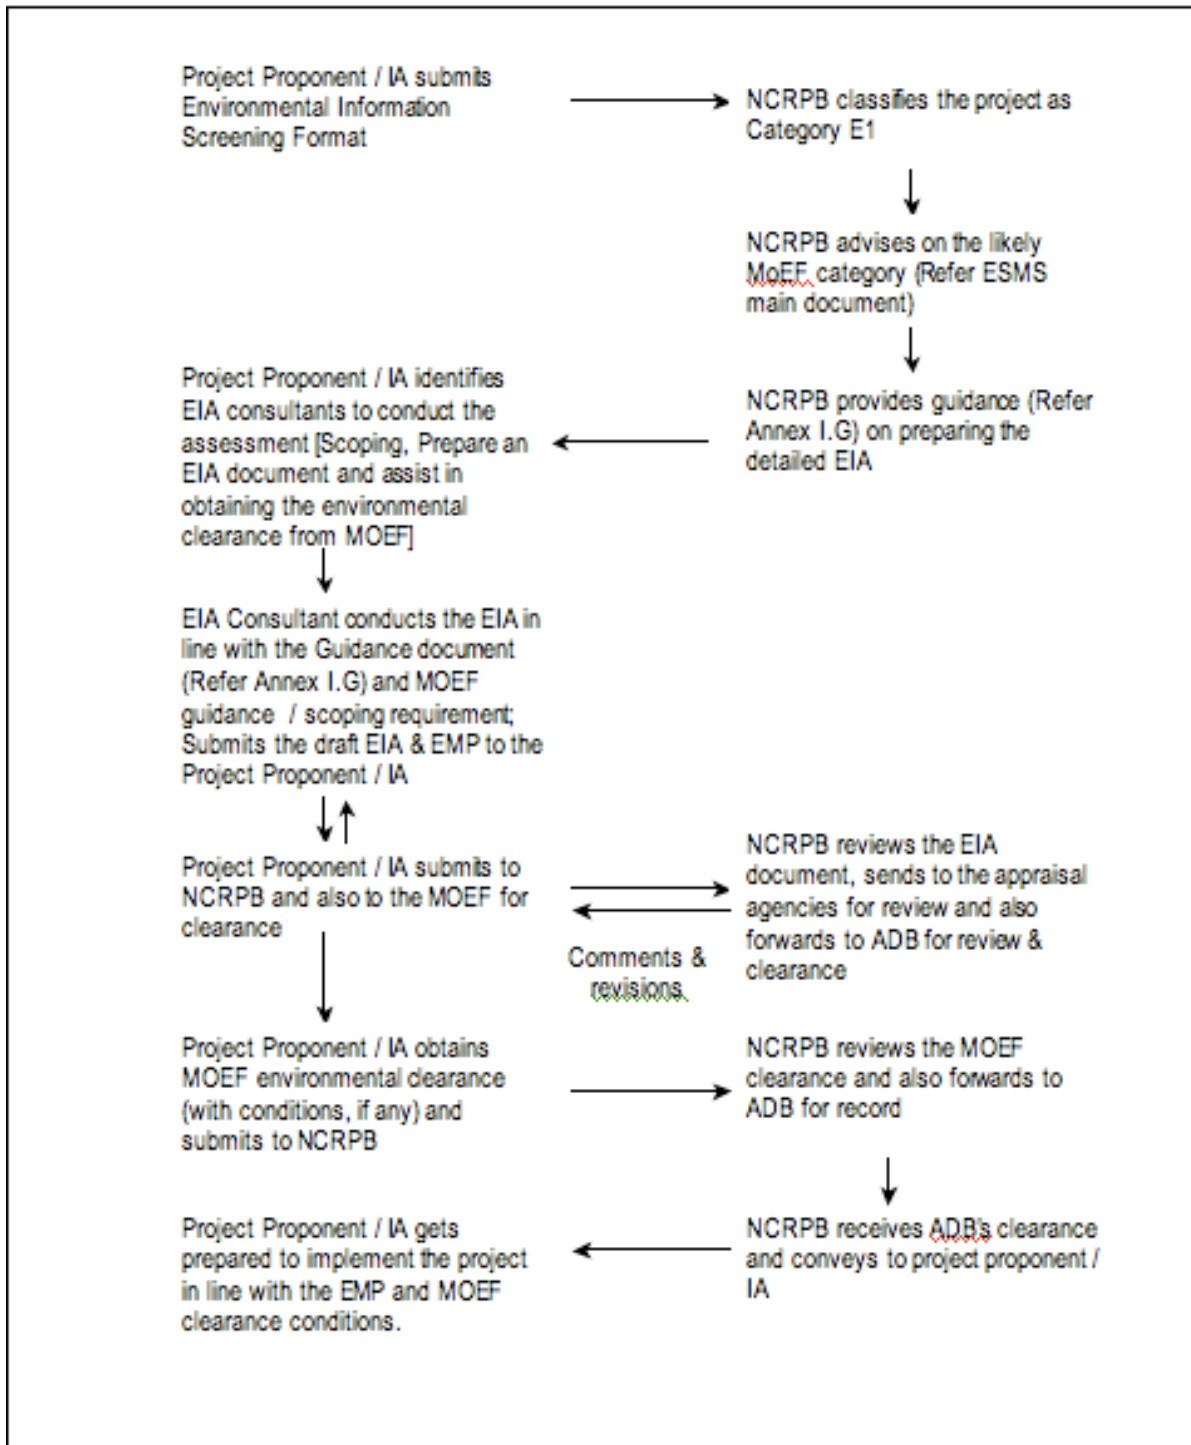 Project Proponent / IA submits
Environmental Information
Screening Format
NCRPB classifies the project as
Category E1
NCRPB advises on the likely
MoEF category (Refer ESMS
main document)
NCRPB provides guidance (Refer
Annex I.G) on preparing the
detailed EIA
Project Proponent / IA identifies
EIA consultants to conduct the
assessment [Scoping, Prepare an
EIA document and assist in
obtaining the environmental
clearance from MOEF]
EIA Consultant conducts the EIA in
line with the Guidance document
(Refer Annex I.G) and MOEF
guidance / scoping requirement;
Submits the draft EIA & EMP to the
Project Proponent / IA
Project Proponent / IA submits to
NCRPB and also to the MOEF for
clearance
NCRPB reviews the EIA
document, sends to the appraisal
agencies for review and also
forwards to ADB for review &
clearance
Comments &
revisions
Project Proponent / IA obtains
MOEF environmental clearance
(with conditions, if any) and
submits to NCRPB
NCRPB reviews the MOEF
clearance and also forwards to
ADB for record
NCRPB receives ADB's clearance
and conveys to project proponent /
IA
Project Proponent / IA gets
prepared to implement the project
in line with the EMP and MOEF
clearance conditions.